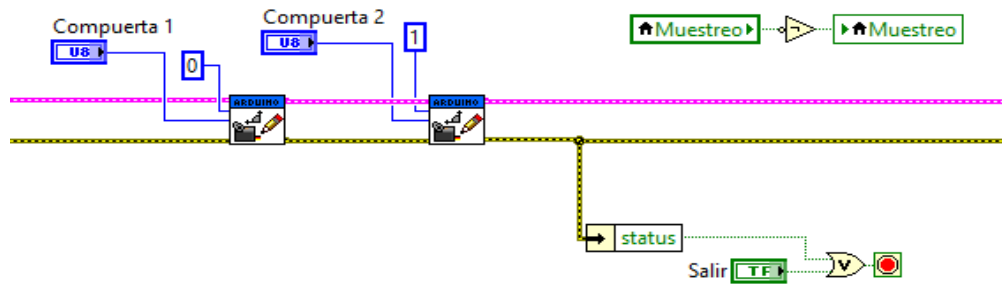 Compuerta 1
U8
0
ARDUINO
Compuerta 2
U8
1
ARDUINO
Muestreo
Muestreo
status
Salir
TF
V